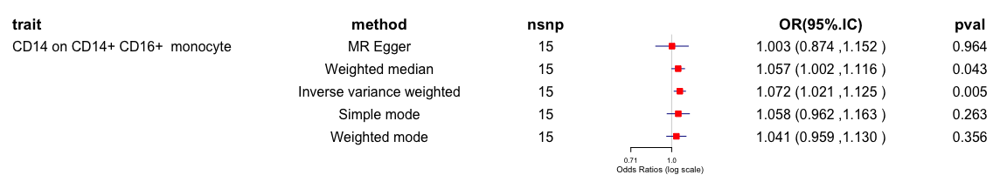 trait method nsnp OR(95%.IC) pval
CD14 on CD14+ CD16+ monocyte MR Egger 15 1.003 (0.874 ,1.152 ) 0.964
Weighted median 15 1.057 (1.002 ,1.116 ) 0.043
Inverse variance weighted 15 1.072 (1.021 ,1.125 ) 0.005
Simple mode 15 1.058 (0.962 ,1.163 ) 0.263
Weighted mode 15 1.041 (0.959 ,1.130 ) 0.356
0.71 1.0
Odds Ratios (log scale)